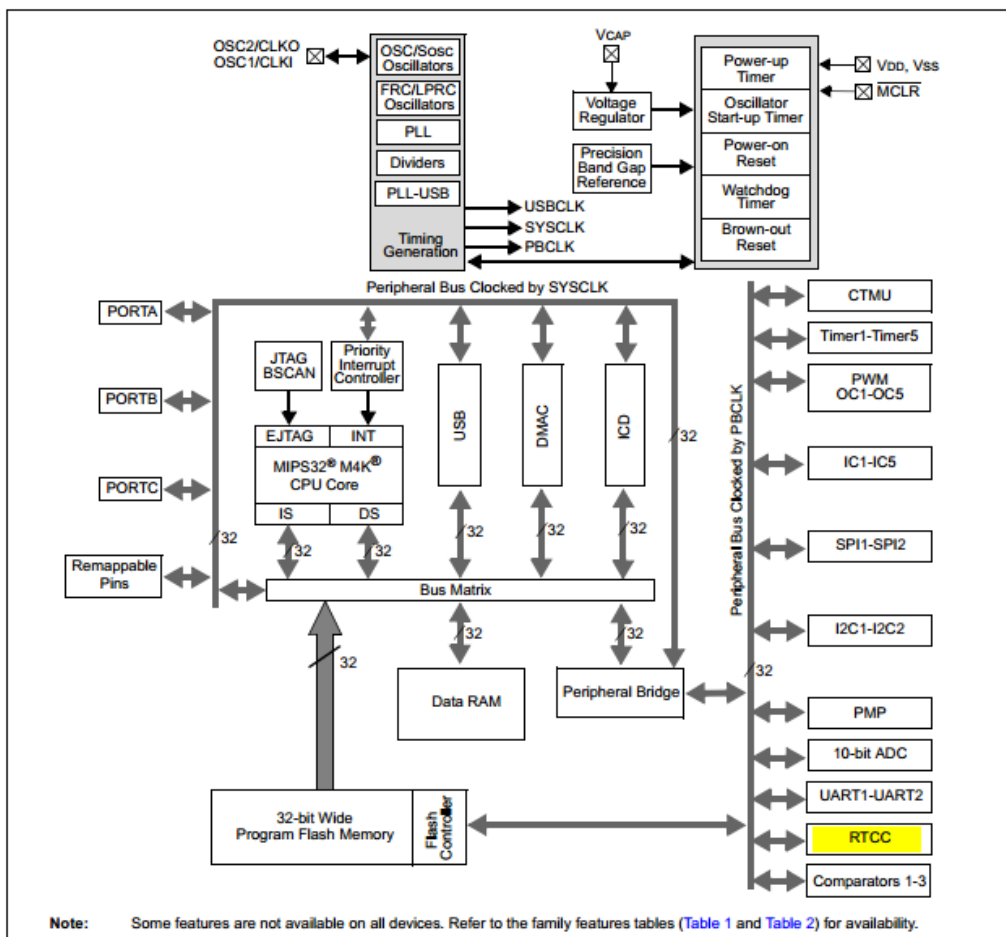 OSC2/CLKO
OSC1/CLKI
OSC/Sosc
Oscillators
FRC/LPRC
Oscillators
PLL
Dividers
PLL-USB
Timing
Generation
USBCLK
SYSCLK
PBCLK
VCAP
Voltage
Regulator
Precision
Band Gap
Reference
Power-up
Timer
Oscillator
Start-up Timer
Power-on
Reset
Watchdog
Timer
Brown-out
Reset
VDD, VSS
MCLR
Peripheral Bus Clocked by SYSCLK
PORTA
PORTB
PORTC
Remappable
Pins
32
JTAG
BSCAN
Priority
Interrupt
Controller
EJTAG
INT
MIPS32® M4K®
CPU Core
IS
DS
32
32
USB
32
DMAC
32
ICD
32
32
Bus Matrix
32
32
32
Data RAM
Peripheral Bridge
32-bit Wide
Program Flash Memory
Flash
Controller
Peripheral Bus Clocked by PBCLK
32
CTMU
Timer1-Timer5
PWM
OC1-OC5
IC1-IC5
SPI1-SPI2
I2C1-I2C2
PMP
10-bit ADC
UART1-UART2
RTCC
Comparators 1-3
Note: Some features are not available on all devices. Refer to the family features tables (Table 1 and Table 2) for availability.